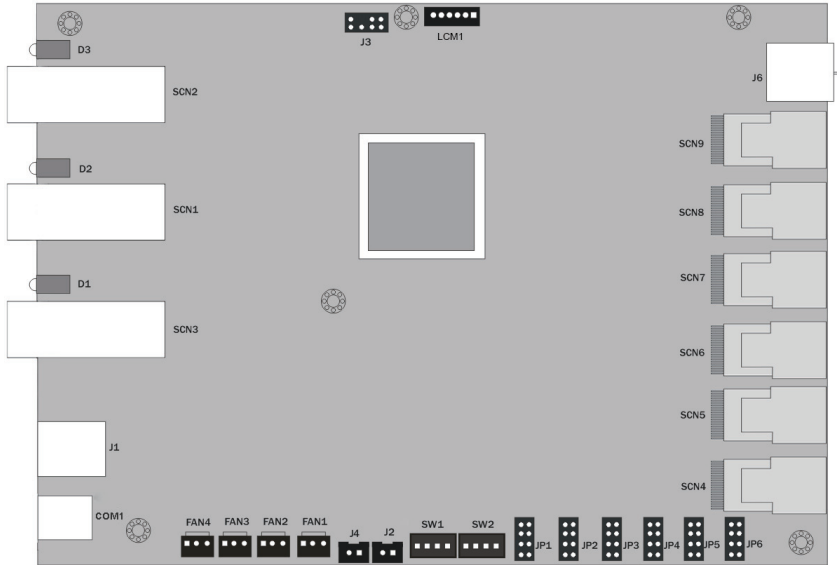 J3
LCM1
D3
SCN2
J6
SCN9
D2
SCN1
SCN8
SCN7
D1
SCN3
SCN6
SCN5
J1
SCN4
COM1
FAN4 FAN3 FAN2 FAN1 J4 J2 SW1 SW2
JP1 JP2 JP3 JP4 JP5 JP6